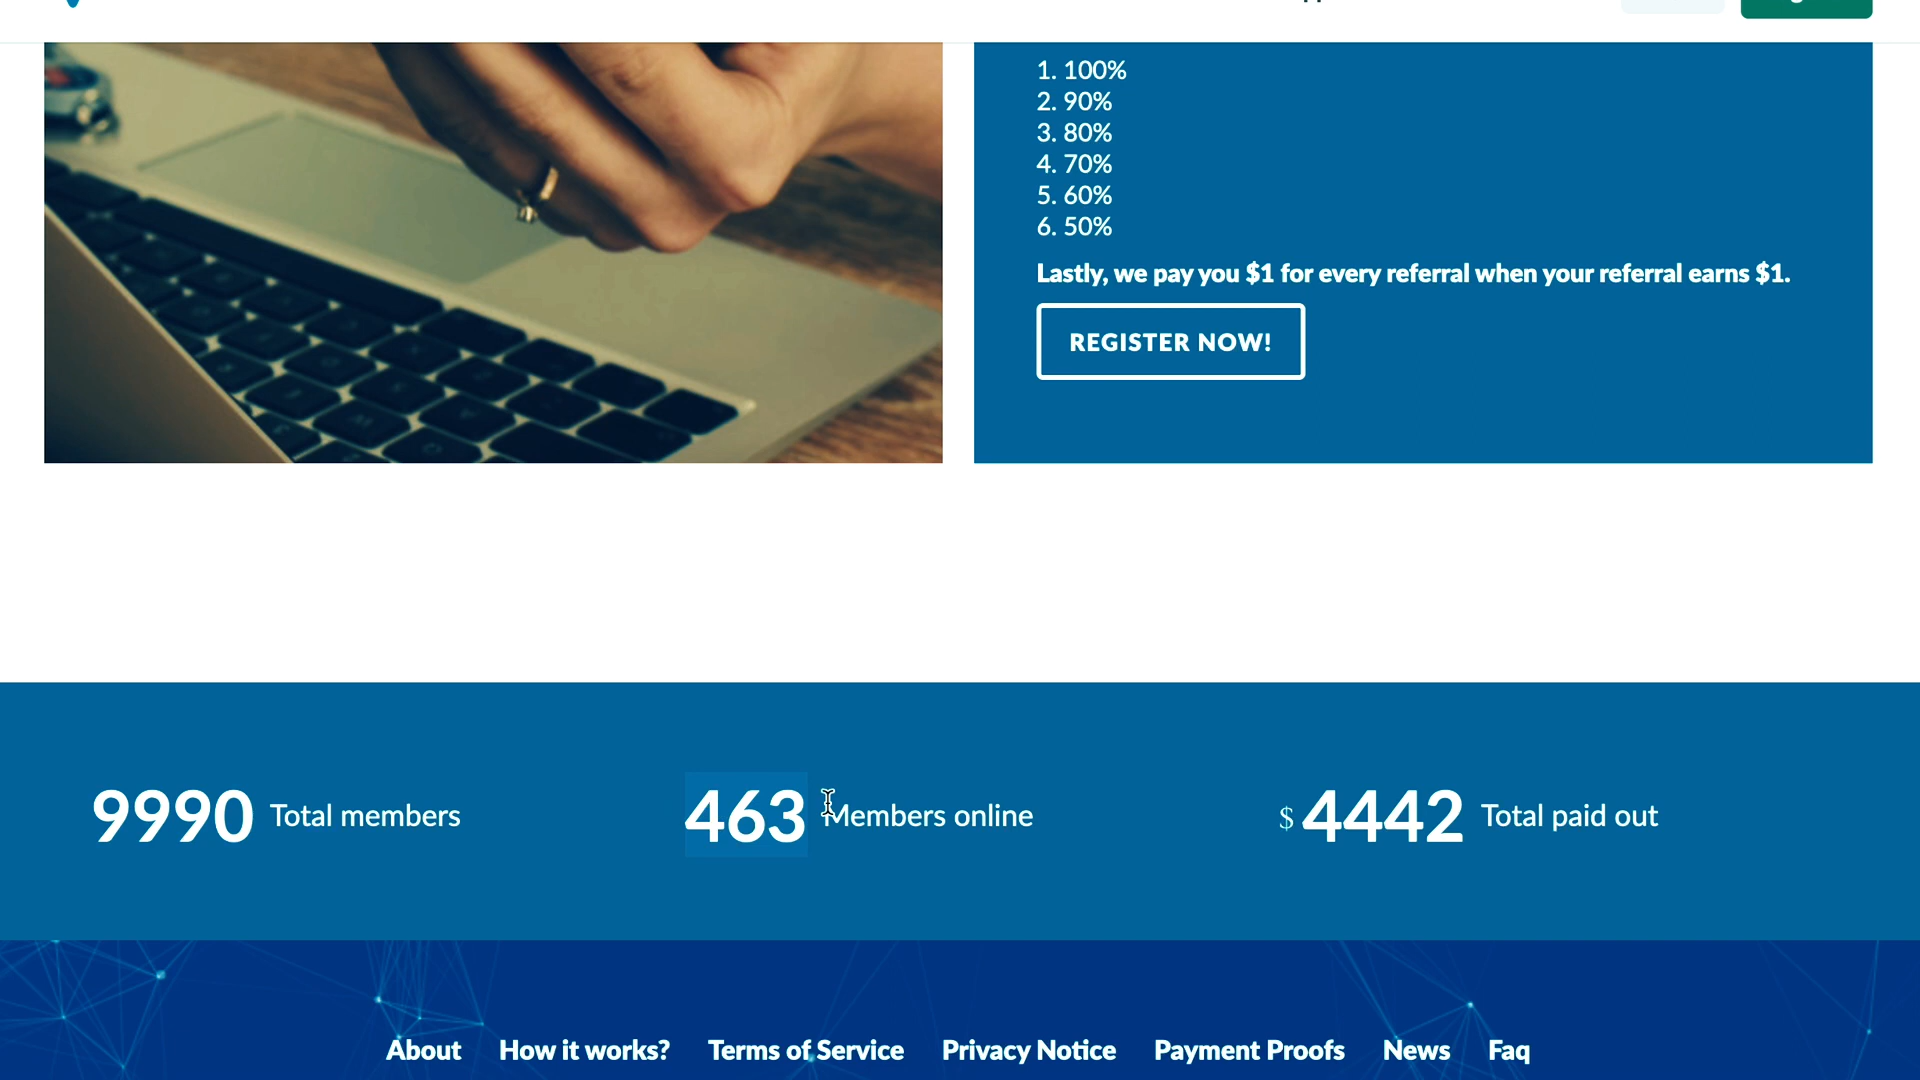 1. 100%
2. 90%
3. 80%
4. 70%
5. 60%
6. 50%
Lastly, we pay you $1 for every referral when your referral earns $1.
REGISTER NOW!
9990 Total members
463 Members online
$ 4442 Total paid out
About How it works? Terms of Service Privacy Notice Payment Proofs News Faq